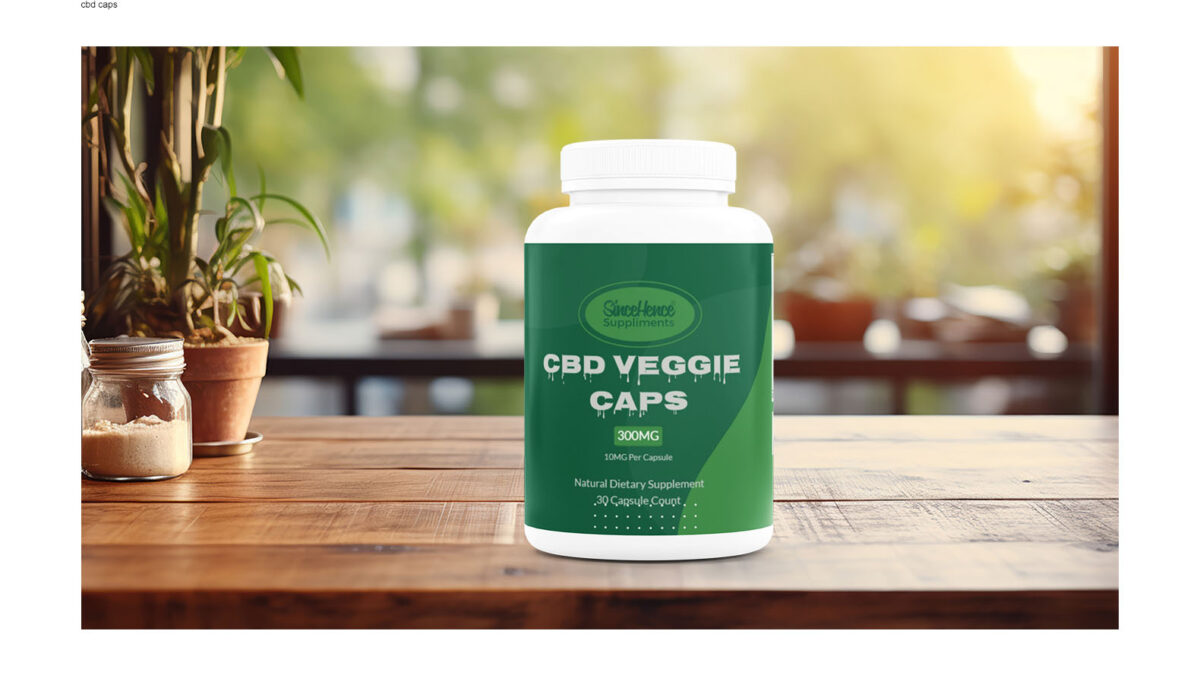 cbd caps
SinceHence®
Suppliments
CBD VEGGIE
CAPS
300MG
10MG Per Capsule
Natural Dietary Supplement
30 Capsule Count